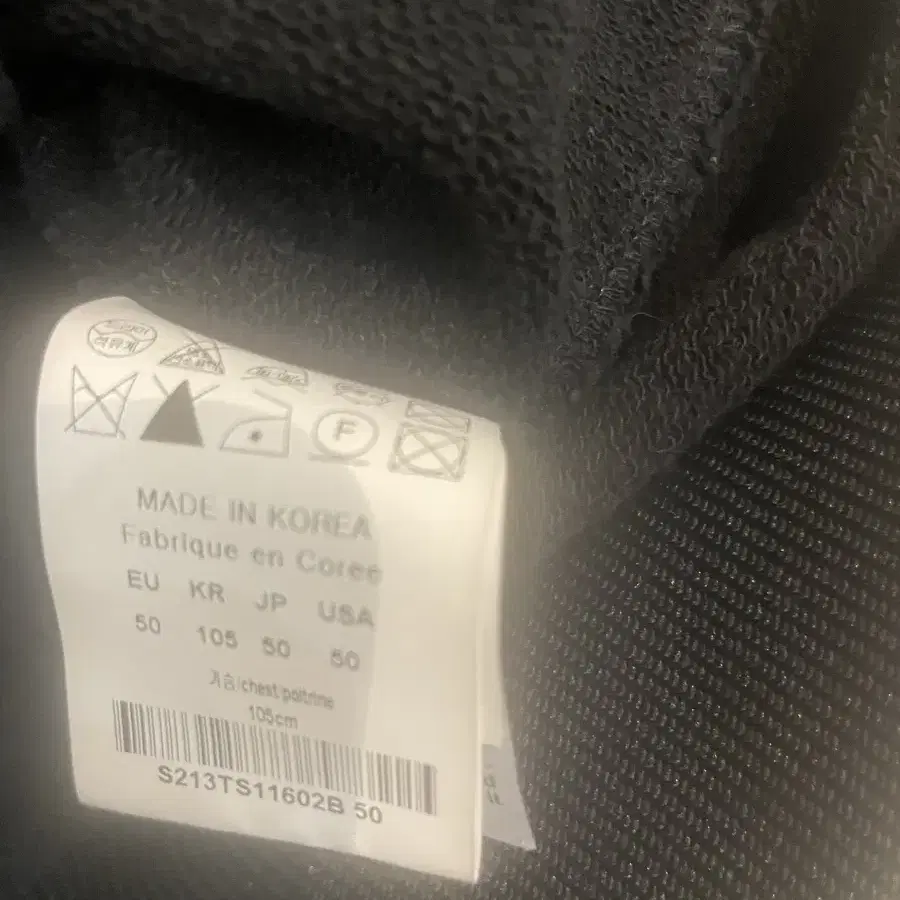 F
MADE IN KOREA
Fabrique en Coree
EU KR JP USA
50 105 50 50
가슴/chest/poitrine
105cm
S213TS11602B 50